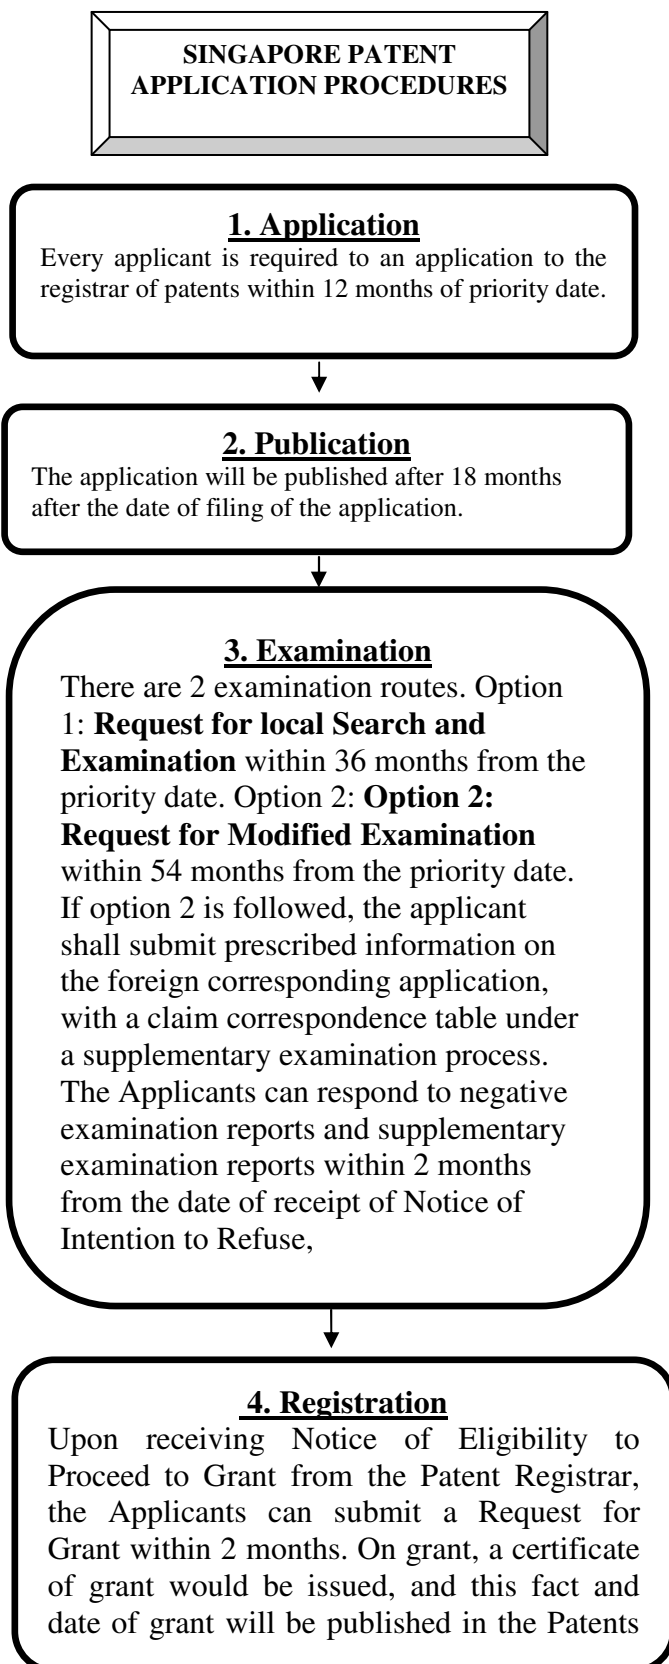 SINGAPORE PATENT
APPLICATION PROCEDURES
1. Application
Every applicant is required to an application to the
registrar of patents within 12 months of priority date.
2. Publication
The application will be published after 18 months
after the date of filing of the application.
3. Examination
There are 2 examination routes. Option
1: Request for local Search and
Examination within 36 months from the
priority date. Option 2: Option 2:
Request for Modified Examination
within 54 months from the priority date.
If option 2 is followed, the applicant
shall submit prescribed information on
the foreign corresponding application,
with a claim correspondence table under
a supplementary examination process.
The Applicants can respond to negative
examination reports and supplementary
examination reports within 2 months
from the date of receipt of Notice of
Intention to Refuse,
4. Registration
Upon receiving Notice of Eligibility to
Proceed to Grant from the Patent Registrar,
the Applicants can submit a Request for
Grant within 2 months. On grant, a certificate
of grant would be issued, and this fact and
date of grant will be published in the Patents